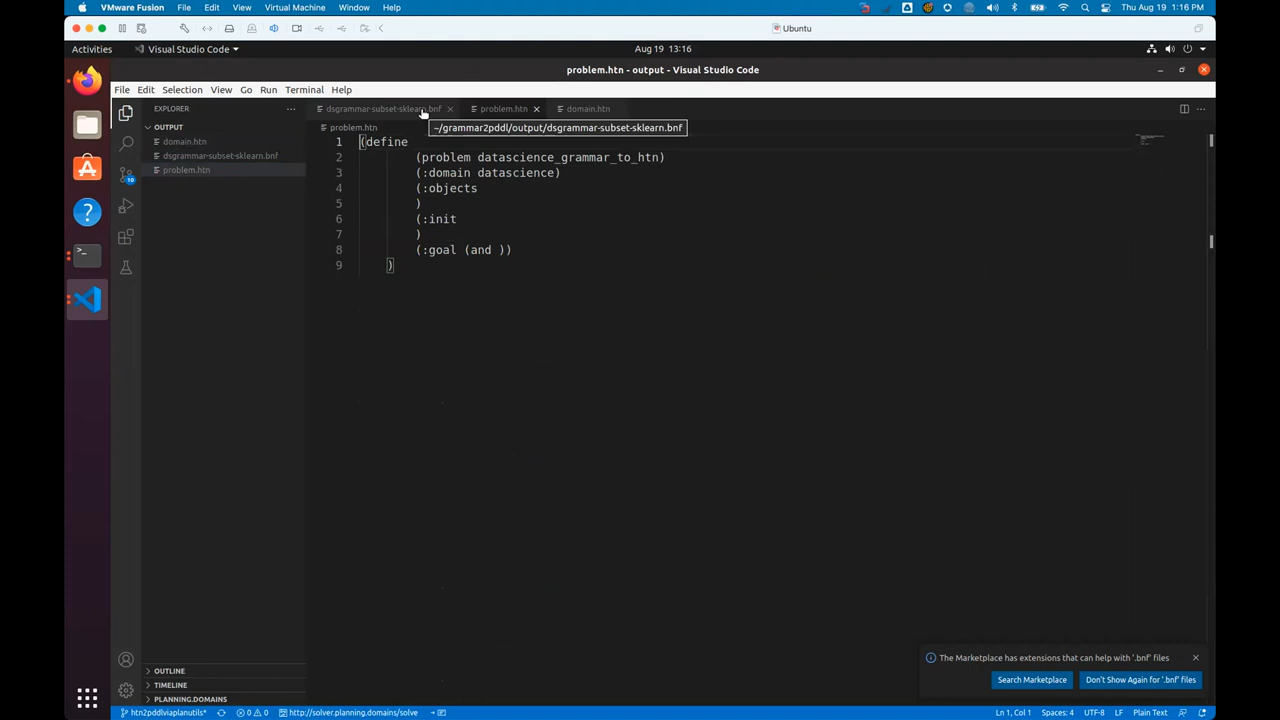 VMware Fusion File Edit View Virtual Machine Window Help Thu Aug 19 1:16 PM
Ubuntu
Activities Visual Studio Code Aug 19 13:16
problem.htn - output - Visual Studio Code
File Edit Selection View Go Run Terminal Help
EXPLORER
dsgrammar-subset-sklearn.bnf problem.htn domain.htn
OUTPUT
domain.htn
dsgrammar-subset-sklearn.bnf
problem.htn
10
problem.htn
~/grammar2pddl/output/dsgrammar-subset-sklearn.bnf
1 (define
2 (problem datascience_grammar_to_htn)
3 (:domain datascience)
4 (:objects
5 )
6 (:init
7 )
8 (:goal (and ))
9 )
OUTLINE
TIMELINE
PLANNING.DOMAINS
The Marketplace has extensions that can help with '.bnf' files
Search Marketplace Don't Show Again for '.bnf' files
htn2pddlviaplanutils* 0 0 http://solver.planning.domains/solve Ln 1, Col 1 Spaces: 4 UTF-8 LF Plain Text